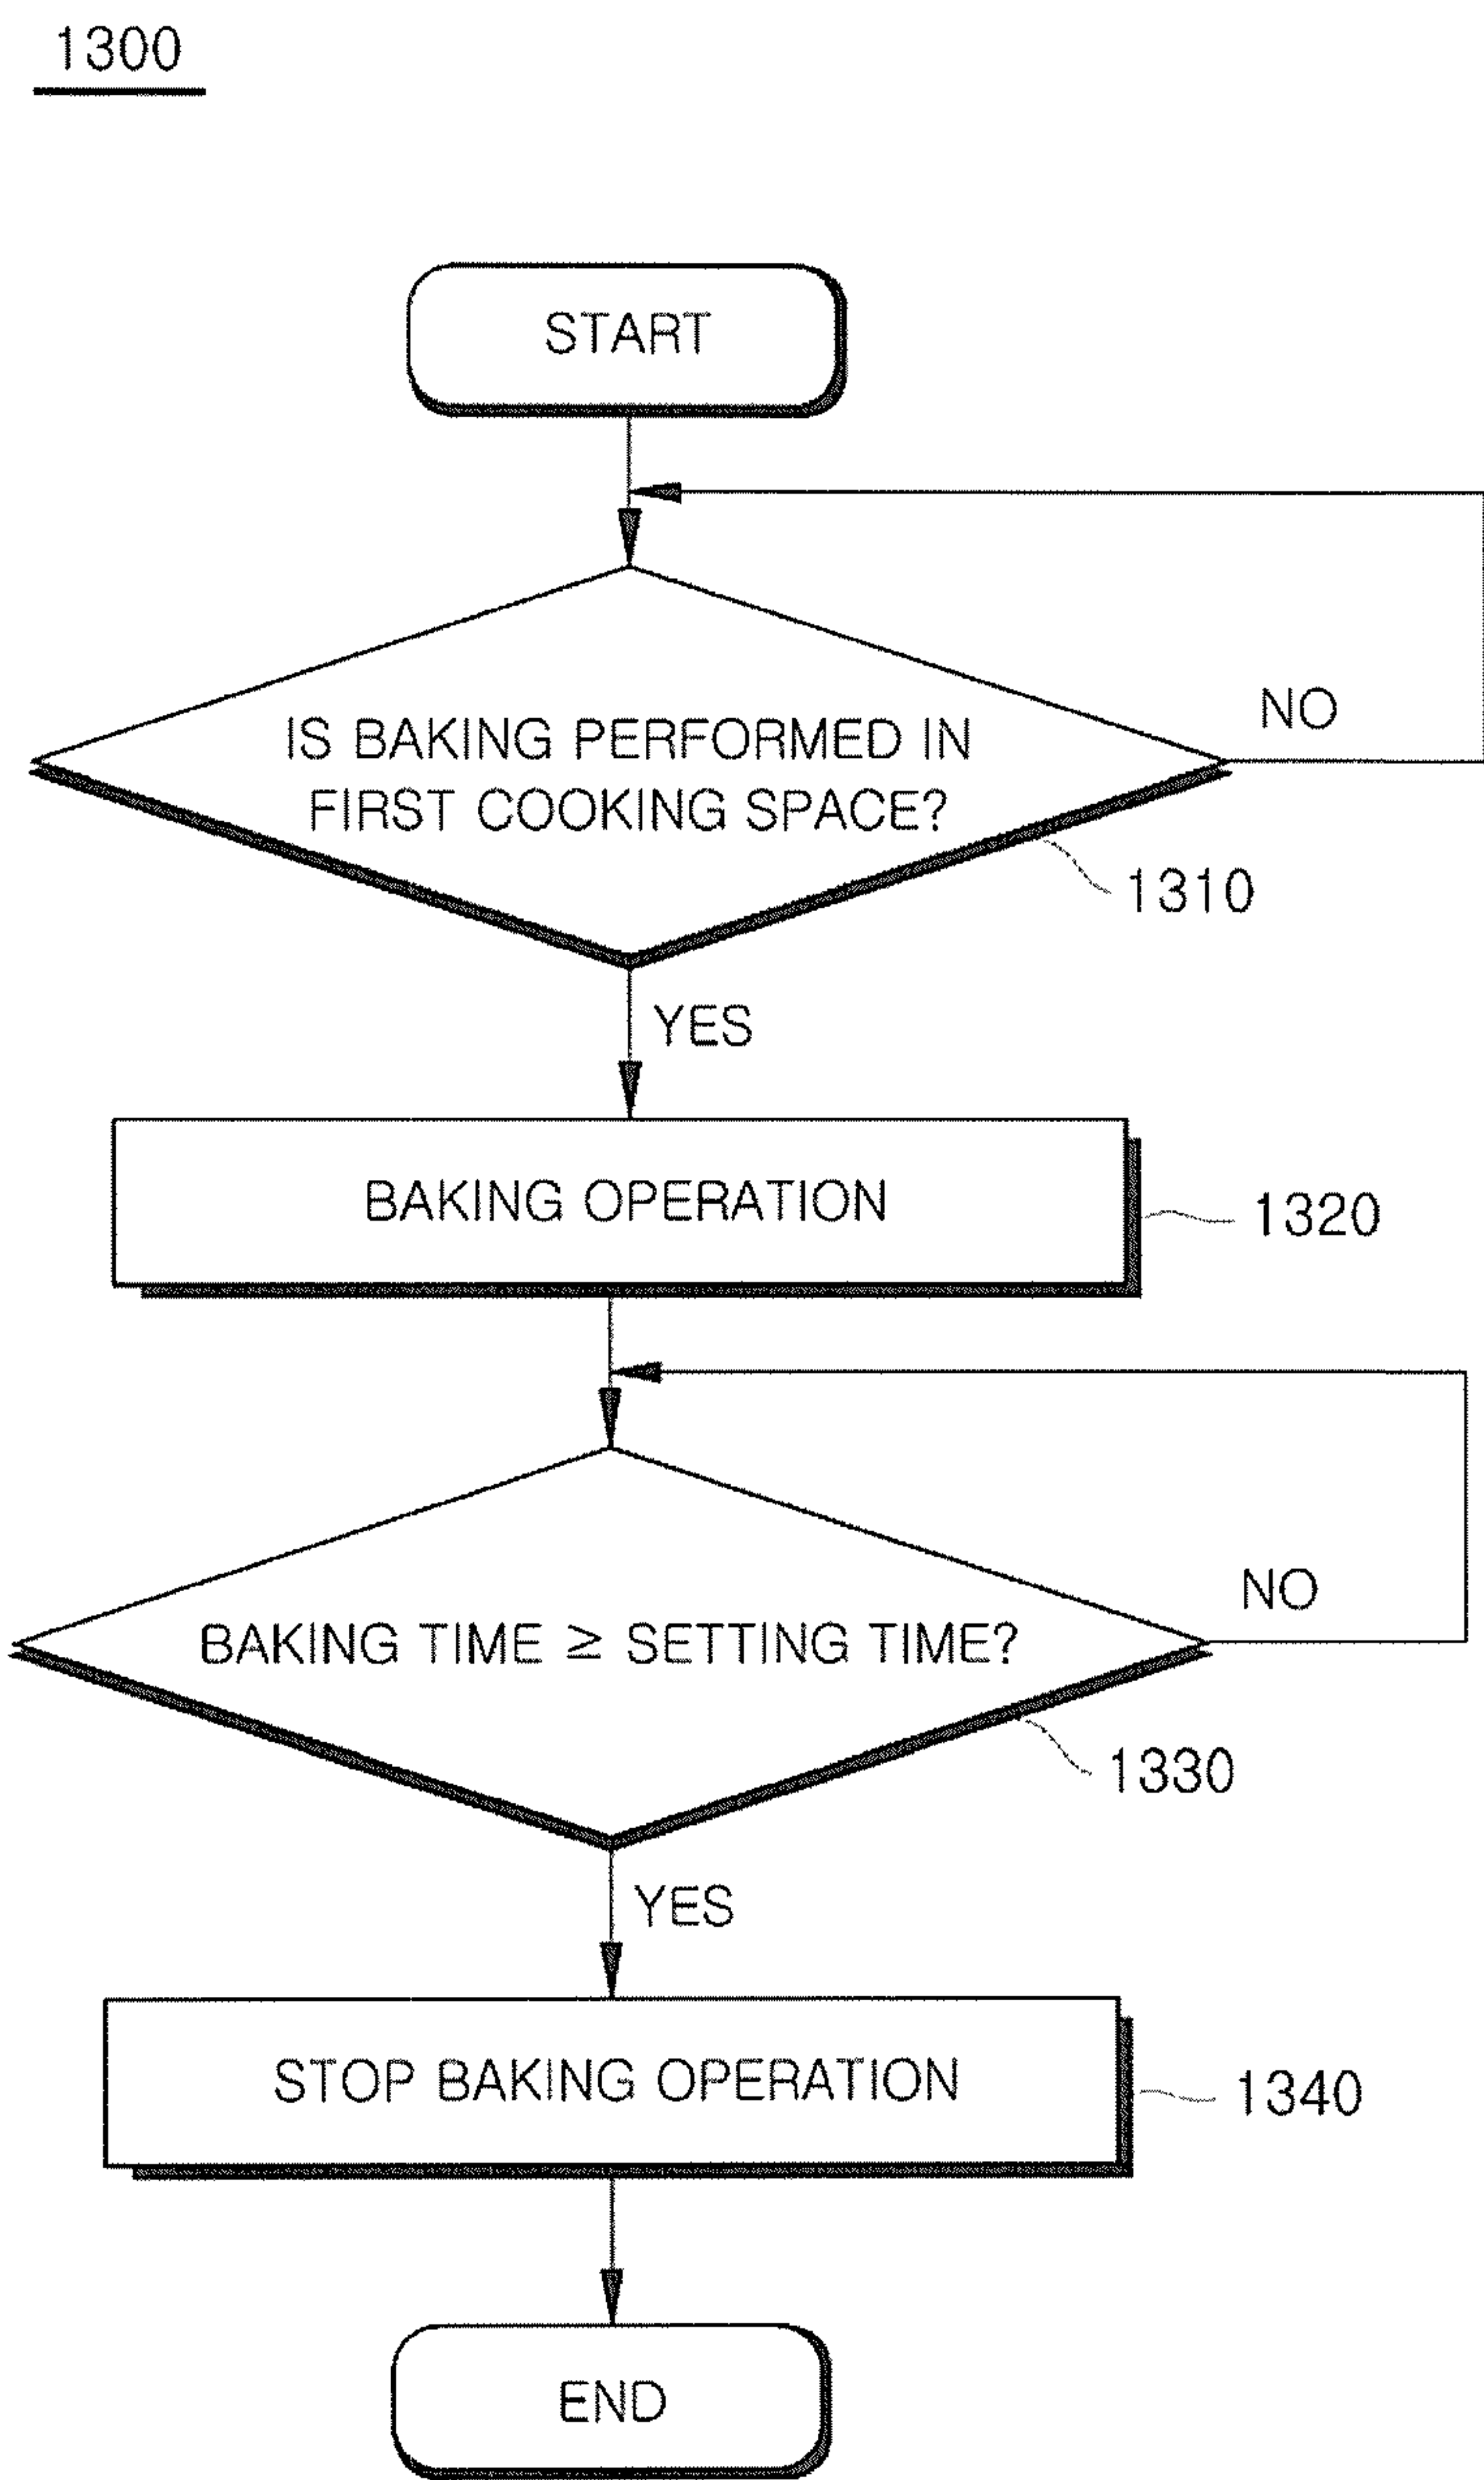 1300
START
NO
IS BAKING PERFORMED IN
FIRST COOKING SPACE?
1310
YES
BAKING OPERATION
1320
NO
BAKING TIME ≥ SETTING TIME?
1330
YES
STOP BAKING OPERATION
1340
END